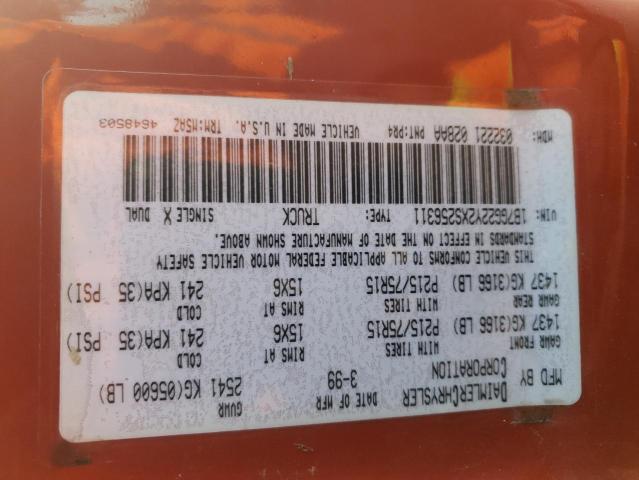 MFD BY DAIMLERCHRYSLER CORPORATION DATE OF MFR 3-99 GVWR 2541 KG(05600 LB)
GAWR FRONT 1437 KG(3166 LB) WITH TIRES P215/75R15 RIMS AT 15X6 COLD 241 KPA(35 PSI)
GAWR REAR 1437 KG(3166 LB) WITH TIRES P215/75R15 RIMS AT 15X6 COLD 241 KPA(35 PSI)
THIS VEHICLE CONFORMS TO ALL APPLICABLE FEDERAL MOTOR VEHICLE SAFETY
STANDARDS IN EFFECT ON THE DATE OF MANUFACTURE SHOWN ABOVE.
VIN: 1B7GG22Y2XS256311 TYPE: TRUCK SINGLE X DUAL
MDH: 032221 028AA PNT:PR4 VEHICLE MADE IN U.S.A. TRM:MSAZ 4648503